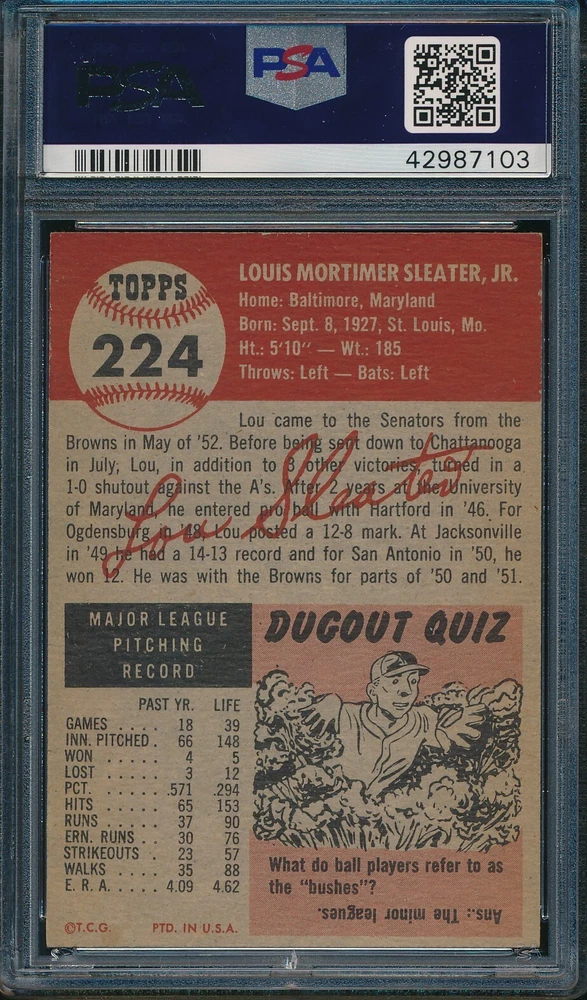 PSA
PSA
42987103
TOPPS
224
LOUIS MORTIMER SLEATER, JR.
Home: Baltimore, Maryland
Born: Sept. 8, 1927, St. Louis, Mo.
Ht.: 5'10" — Wt.: 185
Throws: Left — Bats: Left
Lou came to the Senators from the
Browns in May of '52. Before being sent down to Chattanooga
in July, Lou, in addition to 3 other victories, turned in a
1-0 shutout against the A's. After 2 years at the University
of Maryland, he entered pro ball with Hartford in '46. For
Ogdensburg in '48, Lou posted a 12-8 mark. At Jacksonville
in '49 he had a 14-13 record and for San Antonio in '50, he
won 12. He was with the Browns for parts of '50 and '51.
Lou Sleater
MAJOR LEAGUE
PITCHING
RECORD
PAST YR. LIFE
GAMES .... 18 39
INN. PITCHED . 66 148
WON ..... 4 5
LOST ..... 3 12
PCT. ..... .571 .294
HITS ..... 65 153
RUNS .... 37 90
ERN. RUNS .. 30 76
STRIKEOUTS . 23 57
WALKS .... 35 88
E. R. A. .... 4.09 4.62
DUGOUT QUIZ
What do ball players refer to as
the "bushes"?
Ans.: The minor leagues.
©T.C.G. PTD. IN U.S.A.